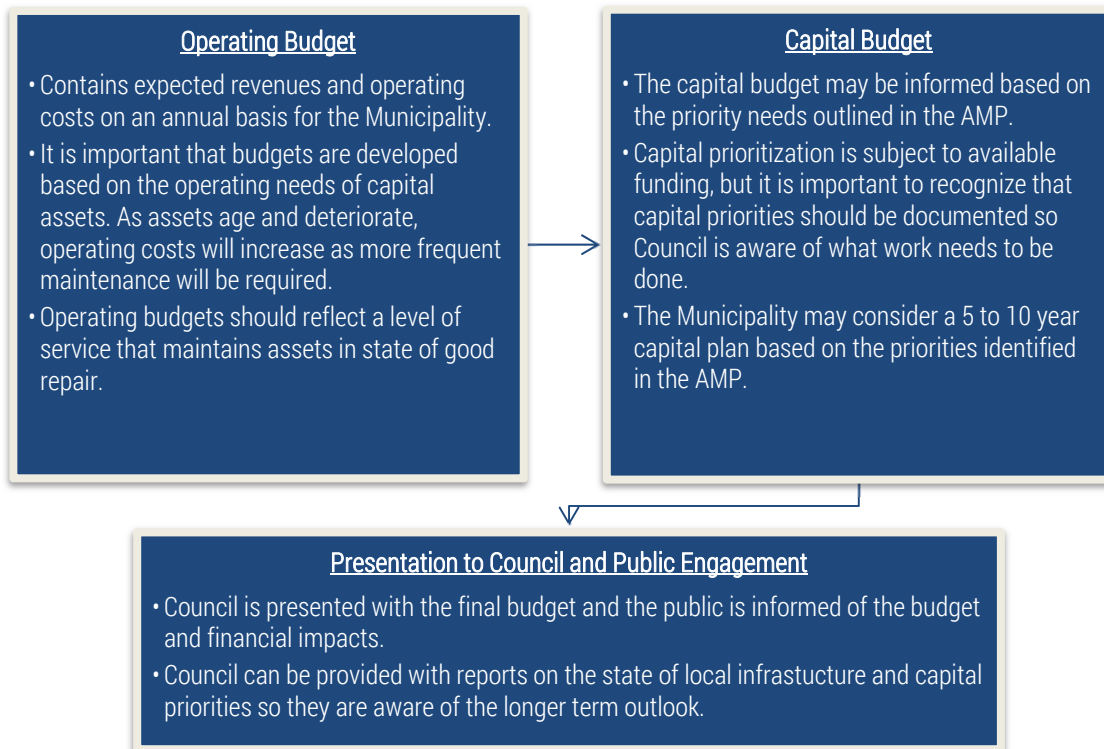 Operating Budget
• Contains expected revenues and operating
costs on an annual basis for the Municipality.
• It is important that budgets are developed
based on the operating needs of capital
assets. As assets age and deteriorate,
operating costs will increase as more frequent
maintenance will be required.
• Operating budgets should reflect a level of
service that maintains assets in state of good
repair.
Capital Budget
• The capital budget may be informed based on
the priority needs outlined in the AMP.
• Capital prioritization is subject to available
funding, but it is important to recognize that
capital priorities should be documented so
Council is aware of what work needs to be
done.
• The Municipality may consider a 5 to 10 year
capital plan based on the priorities identified
in the AMP.
Presentation to Council and Public Engagement
• Council is presented with the final budget and the public is informed of the budget
and financial impacts.
• Council can be provided with reports on the state of local infrastucture and capital
priorities so they are aware of the longer term outlook.